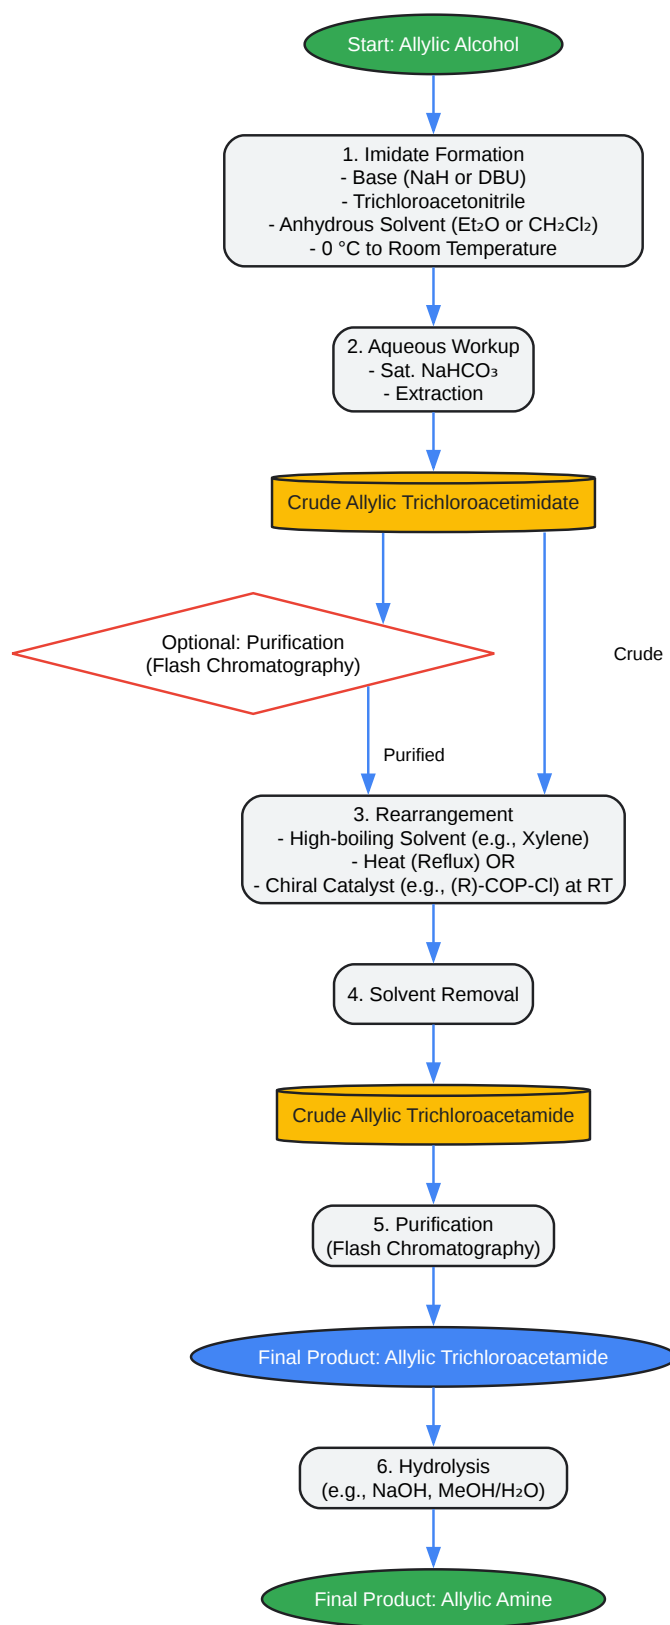 Start: Allylic Alcohol
1. Imidate Formation
- Base (NaH or DBU)
- Trichloroacetonitrile
- Anhydrous Solvent (Et₂O or CH₂Cl₂)
- 0 °C to Room Temperature
2. Aqueous Workup
- Sat. NaHCO₃
- Extraction
Crude Allylic Trichloroacetimidate
Optional: Purification
(Flash Chromatography)
Crude
Purified
3. Rearrangement
- High-boiling Solvent (e.g., Xylene)
- Heat (Reflux) OR
- Chiral Catalyst (e.g., (R)-COP-Cl) at RT
4. Solvent Removal
Crude Allylic Trichloroacetamide
5. Purification
(Flash Chromatography)
Final Product: Allylic Trichloroacetamide
6. Hydrolysis
(e.g., NaOH, MeOH/H₂O)
Final Product: Allylic Amine